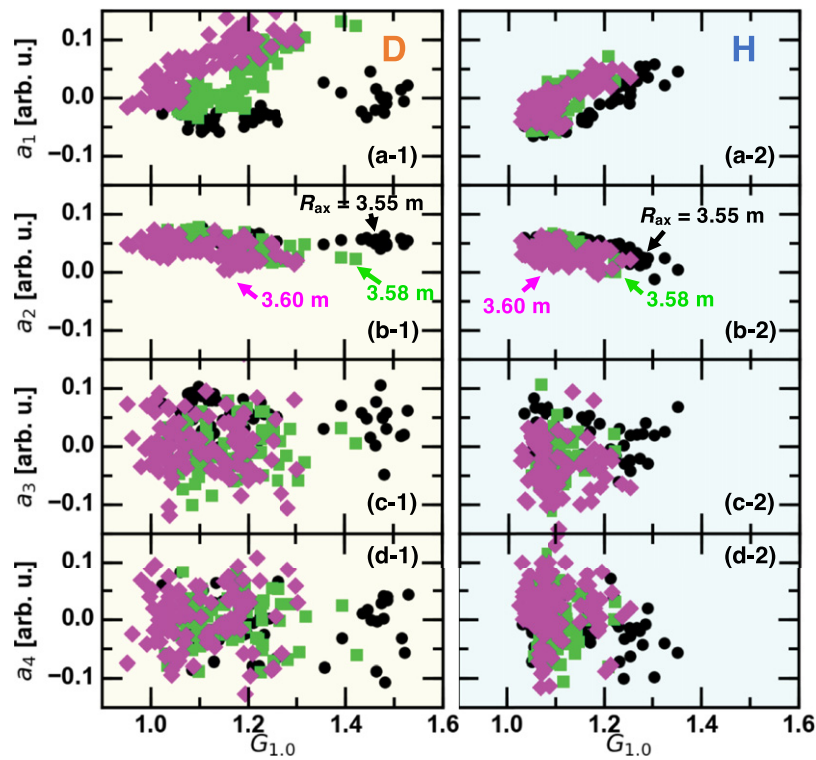 D
H
0.1
0.0
−0.1
a1 [arb. u.]
(a-1)
(a-2)
0.1
0.0
−0.1
a2 [arb. u.]
Rax = 3.55 m
3.60 m
3.58 m
(b-1)
Rax = 3.55 m
3.60 m
3.58 m
(b-2)
0.1
0.0
−0.1
a3 [arb. u.]
(c-1)
(c-2)
0.1
0.0
−0.1
a4 [arb. u.]
(d-1)
(d-2)
1.0 1.2 1.4 1.6
G1.0
1.0 1.2 1.4 1.6
G1.0